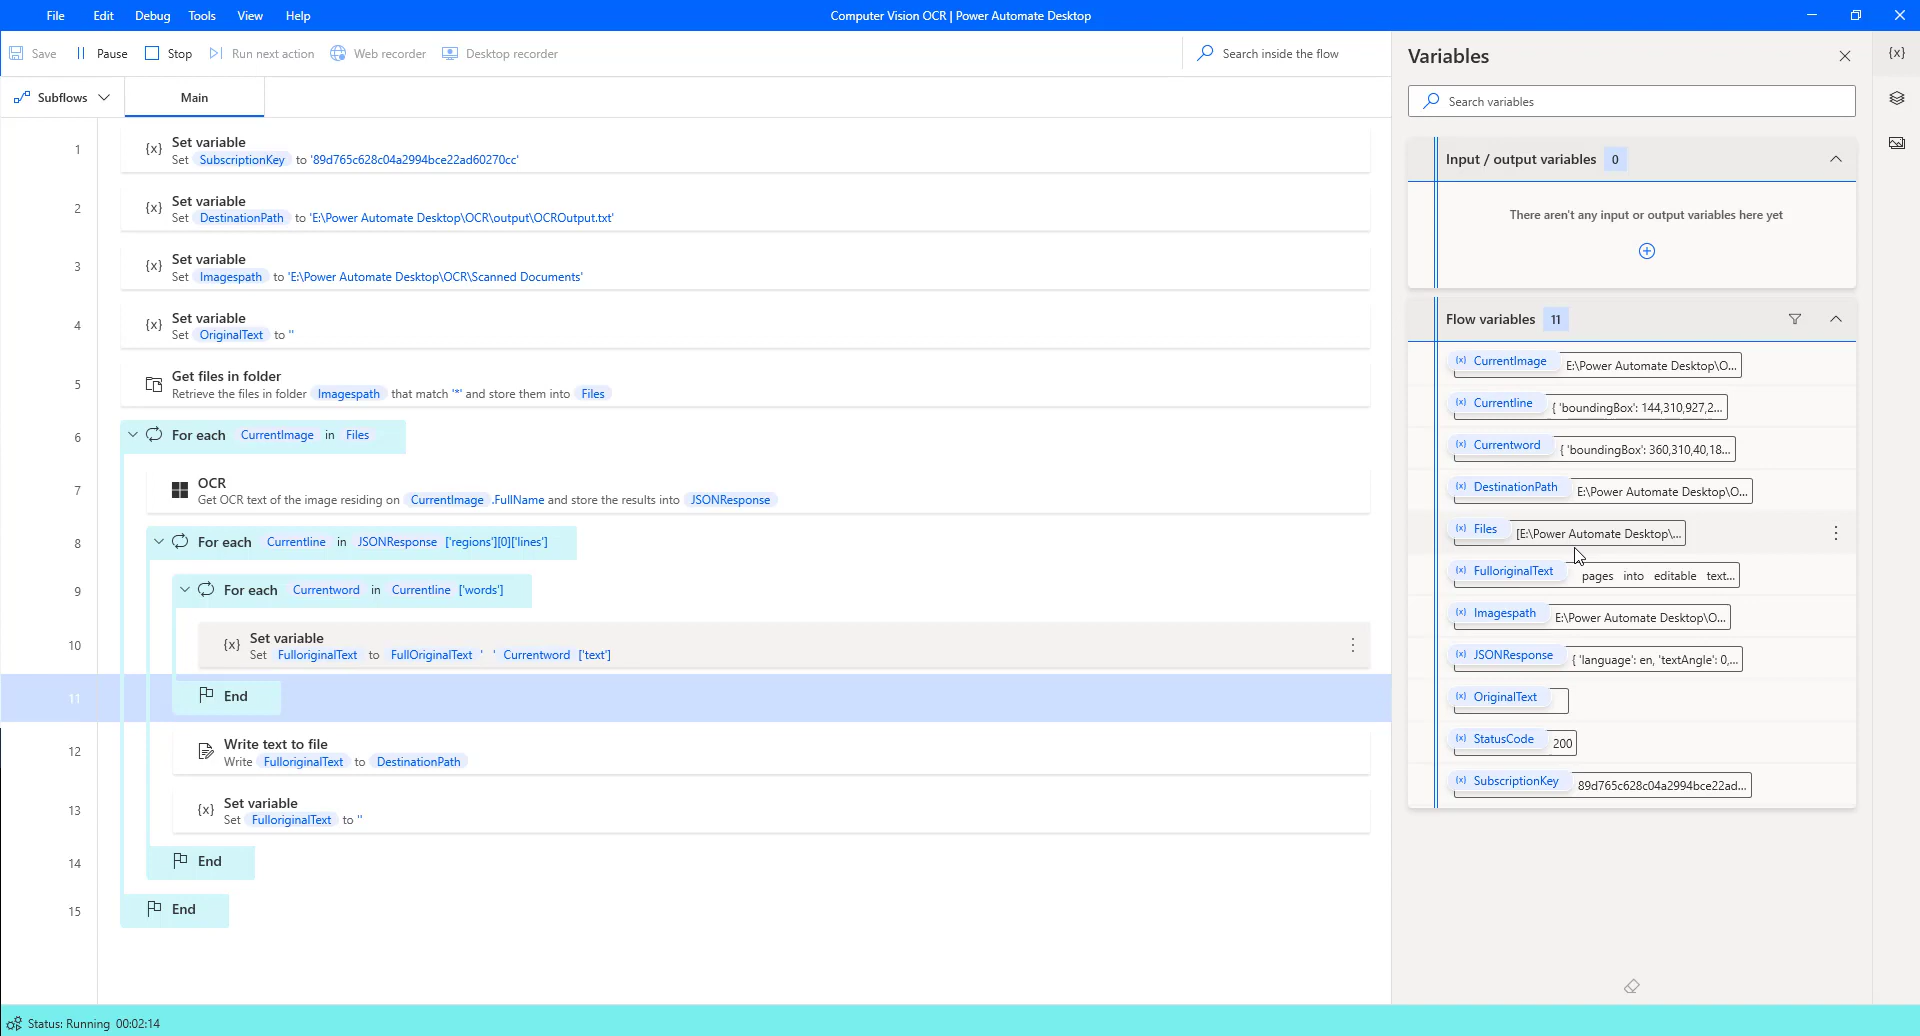 File Edit Debug Tools View Help
Computer Vision OCR | Power Automate Desktop
Save Pause Stop Run next action Web recorder Desktop recorder
Search inside the flow
Subflows Main
1 {x} Set variable
Set SubscriptionKey to '89d765c628c04a2994bce22ad60270cc'
2 {x} Set variable
Set DestinationPath to 'E:\Power Automate Desktop\OCR\output\OCROutput.txt'
3 {x} Set variable
Set Imagespath to 'E:\Power Automate Desktop\OCR\Scanned Documents'
4 {x} Set variable
Set OriginalText to ''
5 Get files in folder
Retrieve the files in folder Imagespath that match '*' and store them into Files
6 For each CurrentImage in Files
7 OCR
Get OCR text of the image residing on CurrentImage .FullName and store the results into JSONResponse
8 For each Currentline in JSONResponse ['regions'][0]['lines']
9 For each Currentword in Currentline ['words']
10 {x} Set variable
Set FulloriginalText to FullOriginalText ' ' Currentword ['text']
11 End
12 Write text to file
Write FulloriginalText to DestinationPath
13 {x} Set variable
Set FulloriginalText to ''
14 End
15 End
Status: Running 00:02:14
Variables
{x}
Search variables
Input / output variables 0
There aren't any input or output variables here yet
Flow variables 11
(x) CurrentImage E:\Power Automate Desktop\O...
(x) Currentline { 'boundingBox': 144,310,927,2...
(x) Currentword { 'boundingBox': 360,310,40,18...
(x) DestinationPath E:\Power Automate Desktop\O...
(x) Files [E:\Power Automate Desktop\...
(x) FulloriginalText pages into editable text...
(x) Imagespath E:\Power Automate Desktop\O...
(x) JSONResponse { 'language': en, 'textAngle': 0,...
(x) OriginalText
(x) StatusCode 200
(x) SubscriptionKey 89d765c628c04a2994bce22ad...